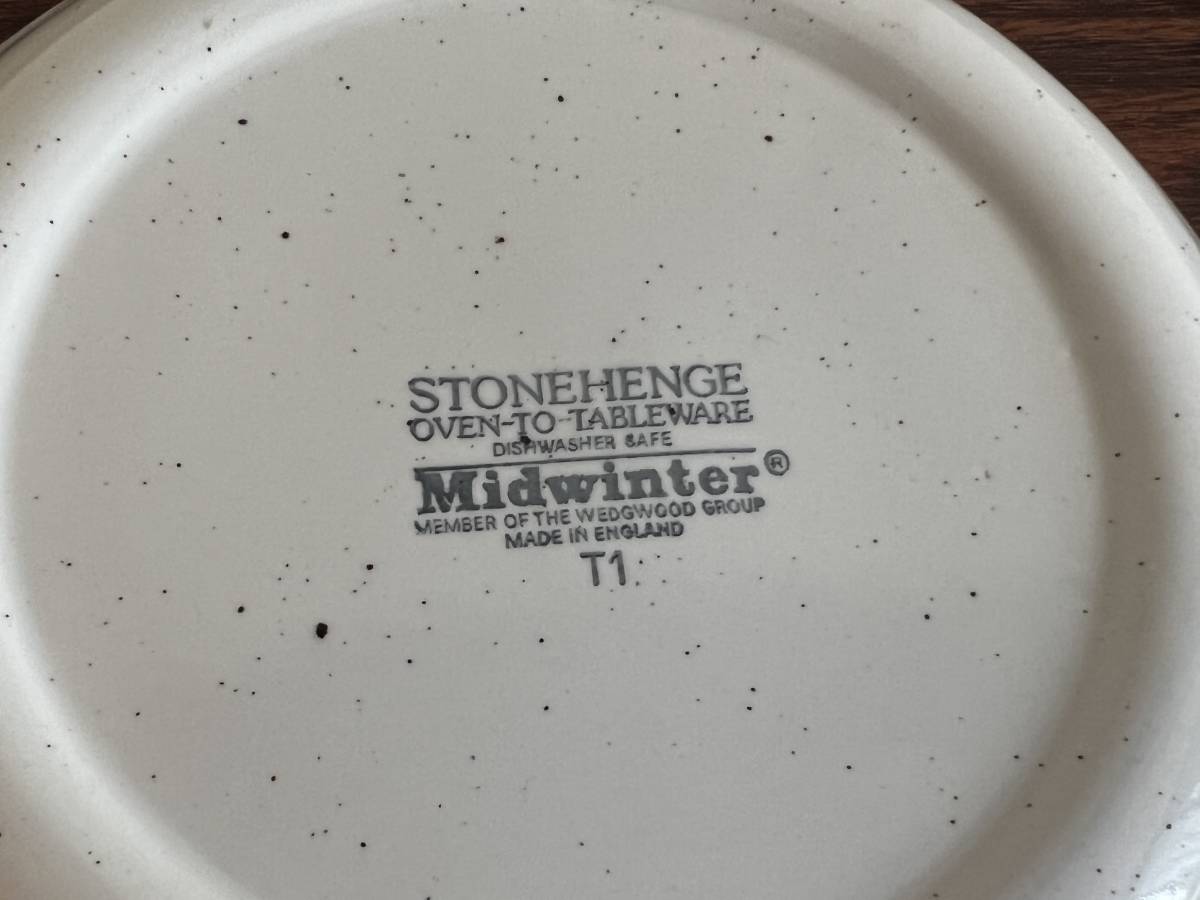 STONEHENGE
OVEN-TO-TABLEWARE
DISHWASHER SAFE
Midwinter®
MEMBER OF THE WEDGWOOD GROUP
MADE IN ENGLAND
T1